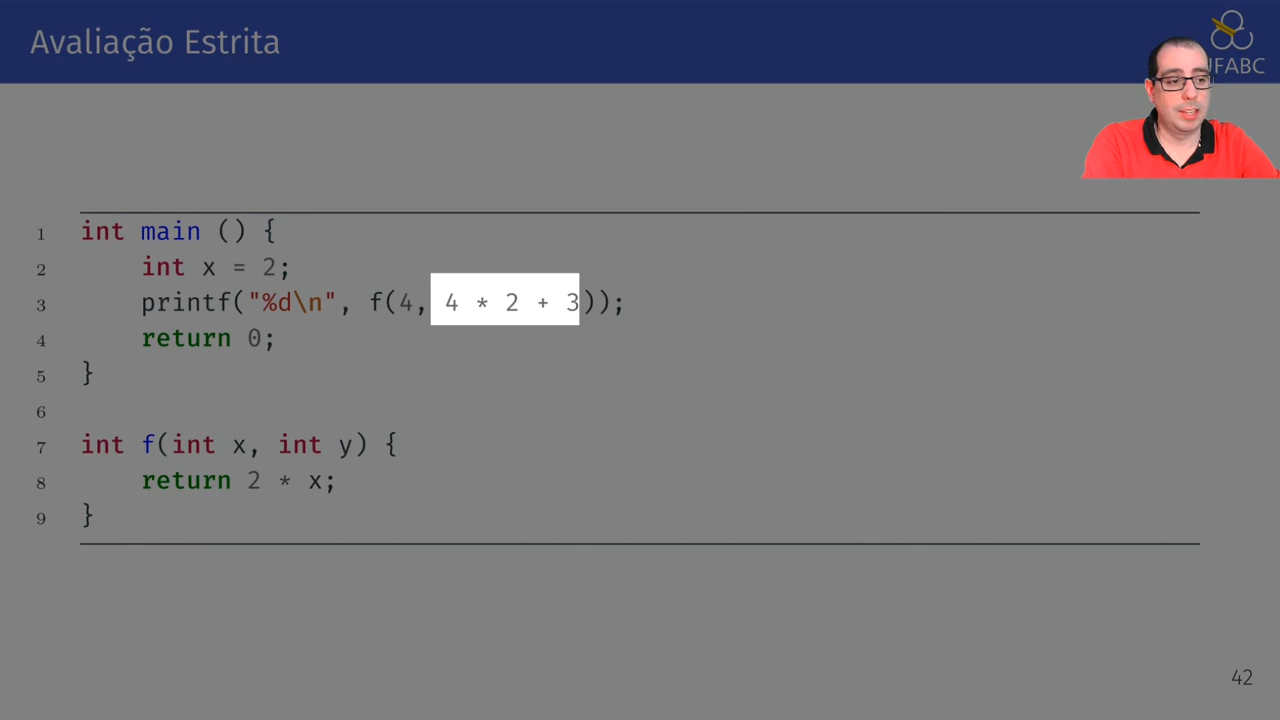 Avaliação Estrita
UFABC
1 int main () {
2 int x = 2;
3 printf("%d\n", f(4, 4 * 2 + 3));
4 return 0;
5 }
6
7 int f(int x, int y) {
8 return 2 * x;
9 }
42